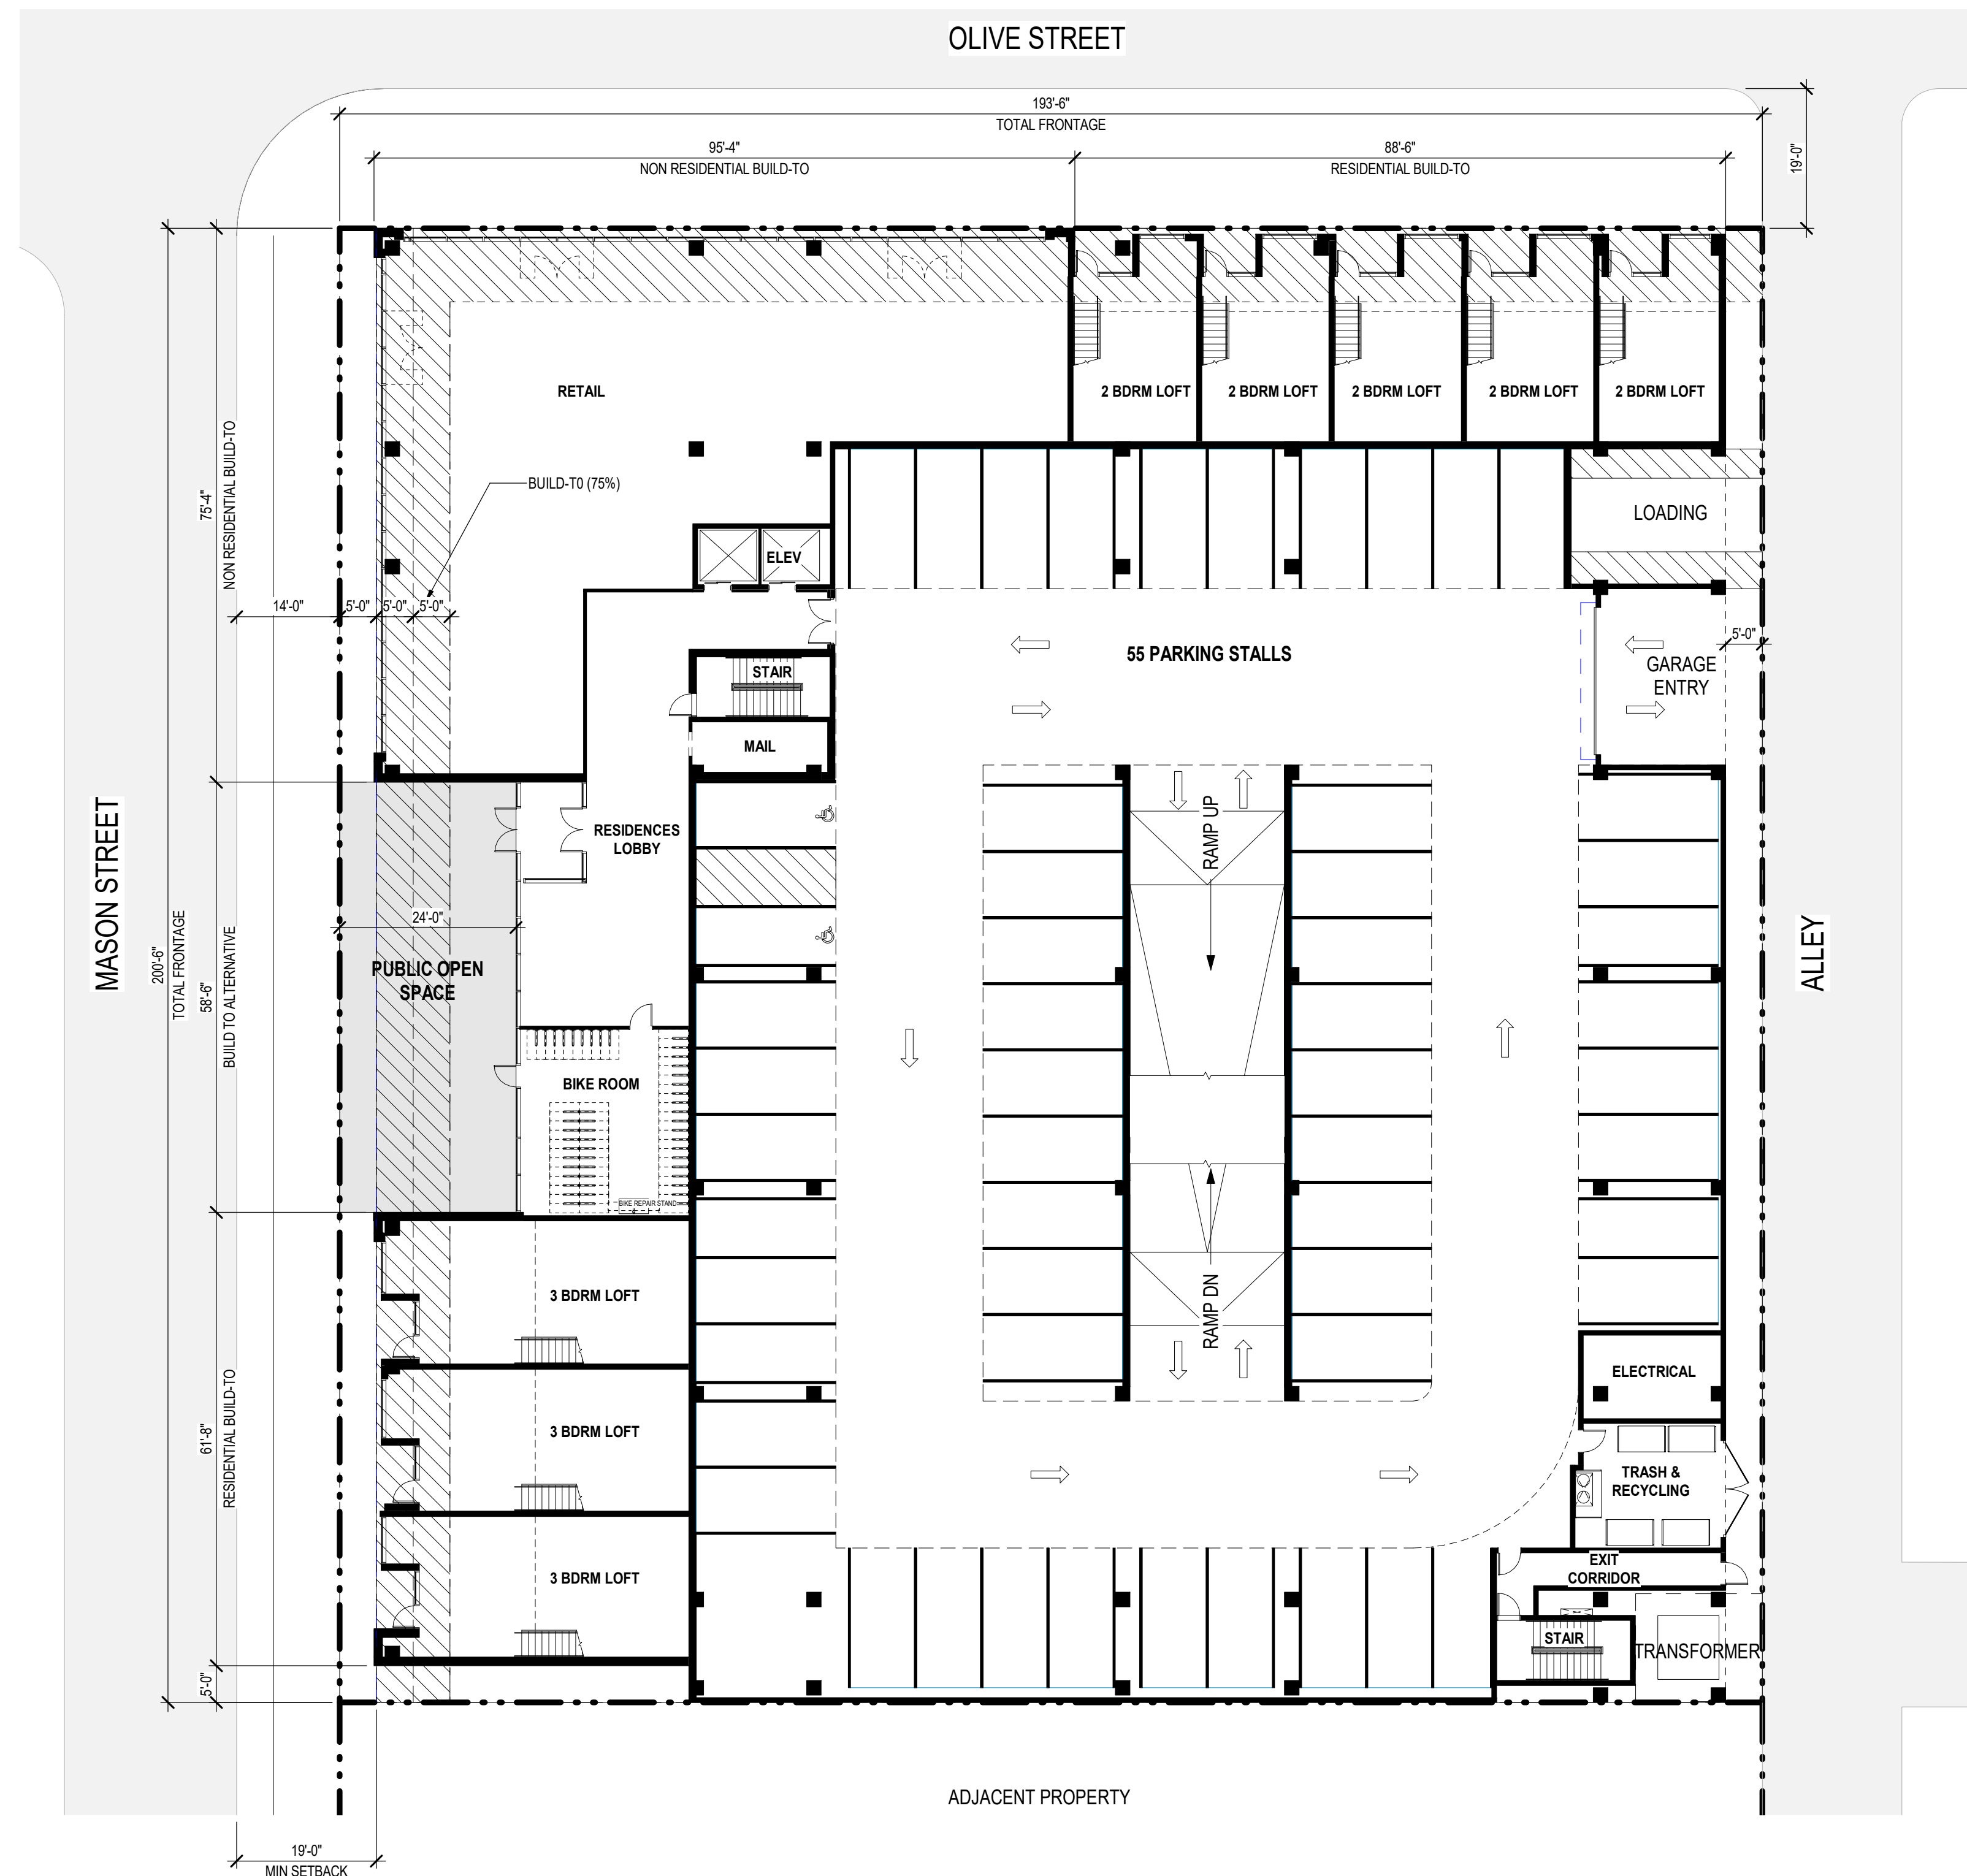 OLIVE STREET
193'-6"
TOTAL FRONTAGE
95'-4"
NON RESIDENTIAL BUILD-TO
88'-6"
RESIDENTIAL BUILD-TO
19'-0"
RETAIL
2 BDRM LOFT
2 BDRM LOFT
2 BDRM LOFT
2 BDRM LOFT
2 BDRM LOFT
BUILD-T0 (75%)
75'-4"
NON RESIDENTIAL BUILD-TO
LOADING
ELEV
14'-0"
5'-0"
5'-0"
5'-0"
55 PARKING STALLS
5'-0"
GARAGE
ENTRY
STAIR
MAIL
RESIDENCES
LOBBY
RAMP UP
MASON STREET
200'-6"
TOTAL FRONTAGE
58'-6"
BUILD TO ALTERNATIVE
24'-0"
PUBLIC OPEN
SPACE
ALLEY
BIKE ROOM
BIKE REPAIR STAND
3 BDRM LOFT
RAMP DN
ELECTRICAL
61'-8"
RESIDENTIAL BUILD-TO
3 BDRM LOFT
TRASH &
RECYCLING
3 BDRM LOFT
EXIT
CORRIDOR
STAIR
TRANSFORMER
5'-0"
ADJACENT PROPERTY
19'-0"
MIN SETBACK